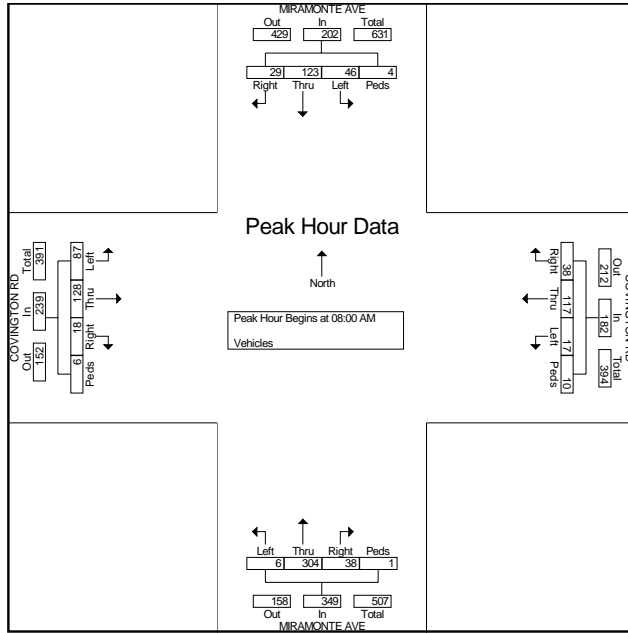 MIRAMONTE AVE
Out In Total
429 202 631
29 123 46 4
Right Thru Left Peds
Peak Hour Data
North
Peak Hour Begins at 08:00 AM
Vehicles
COVINGTON RD
Total In Out
391 239 152
87 128 18 6
Left Thru Right Peds
Right Thru Left Peds
38 117 17 10
212 182 394
Out In Total
COVINGTON RD
Left Thru Right Peds
6 304 38 1
158 349 507
Out In Total
MIRAMONTE AVE